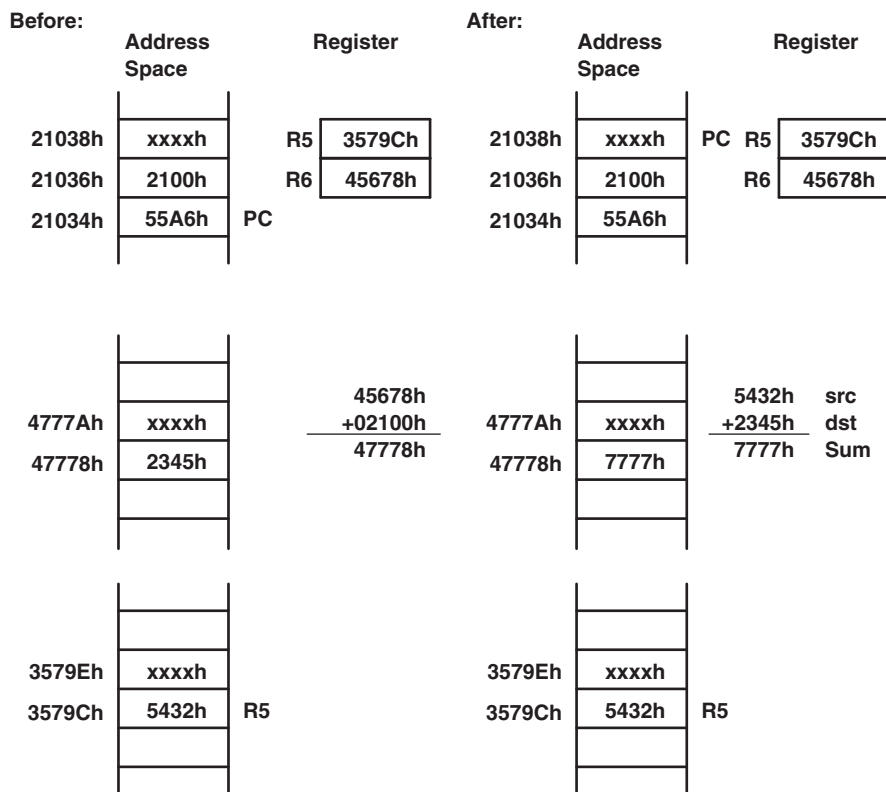 Before:
Address
Space
Register
21038h xxxxh R5 3579Ch
21036h 2100h R6 45678h
21034h 55A6h PC
45678h
4777Ah xxxxh +02100h
47778h 2345h 47778h
3579Eh xxxxh
3579Ch 5432h R5
After:
Address
Space
Register
21038h xxxxh PC R5 3579Ch
21036h 2100h R6 45678h
21034h 55A6h
5432h src
4777Ah xxxxh +2345h dst
47778h 7777h 7777h Sum
3579Eh xxxxh
3579Ch 5432h R5